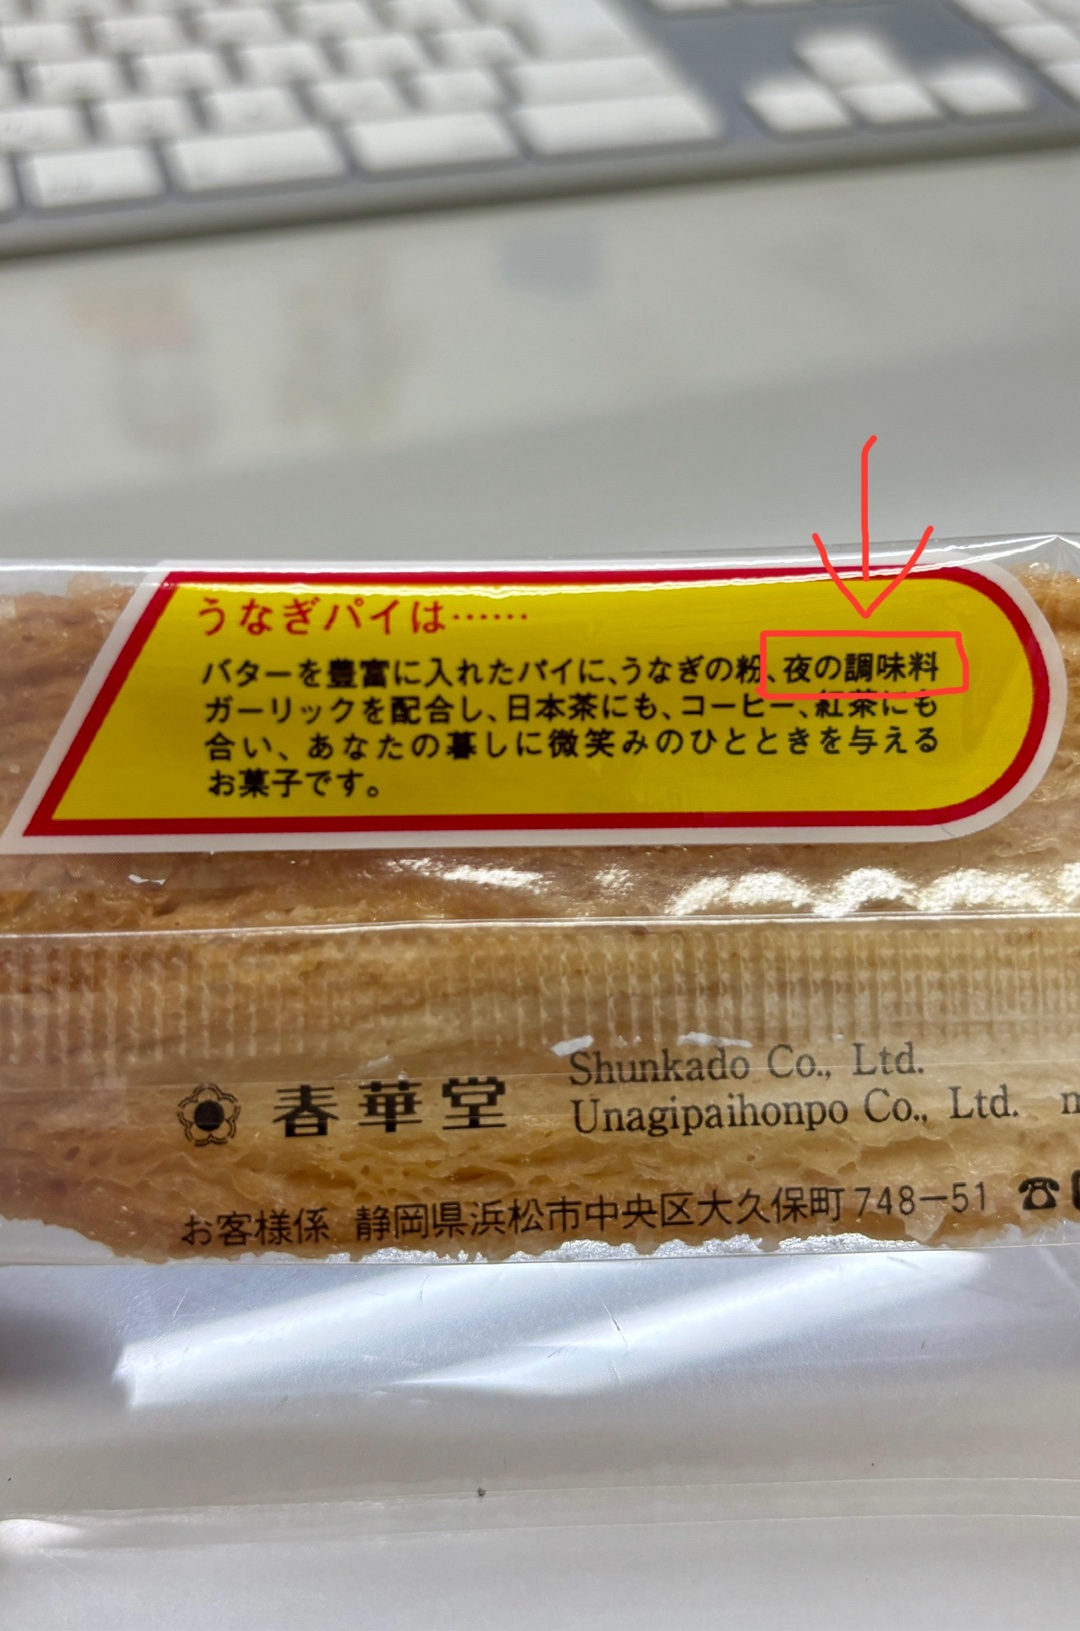 うなぎパイは……
バターを豊富に入れたパイに、うなぎの粉、夜の調味料
ガーリックを配合し、日本茶にも、コーヒー、紅茶にも
合い、あなたの暮しに微笑みのひとときを与える
お菓子です。
春華堂
Shunkado Co., Ltd.
Unagipaihonpo Co., Ltd.
お客様係 静岡県浜松市中央区大久保町748−51 ☎